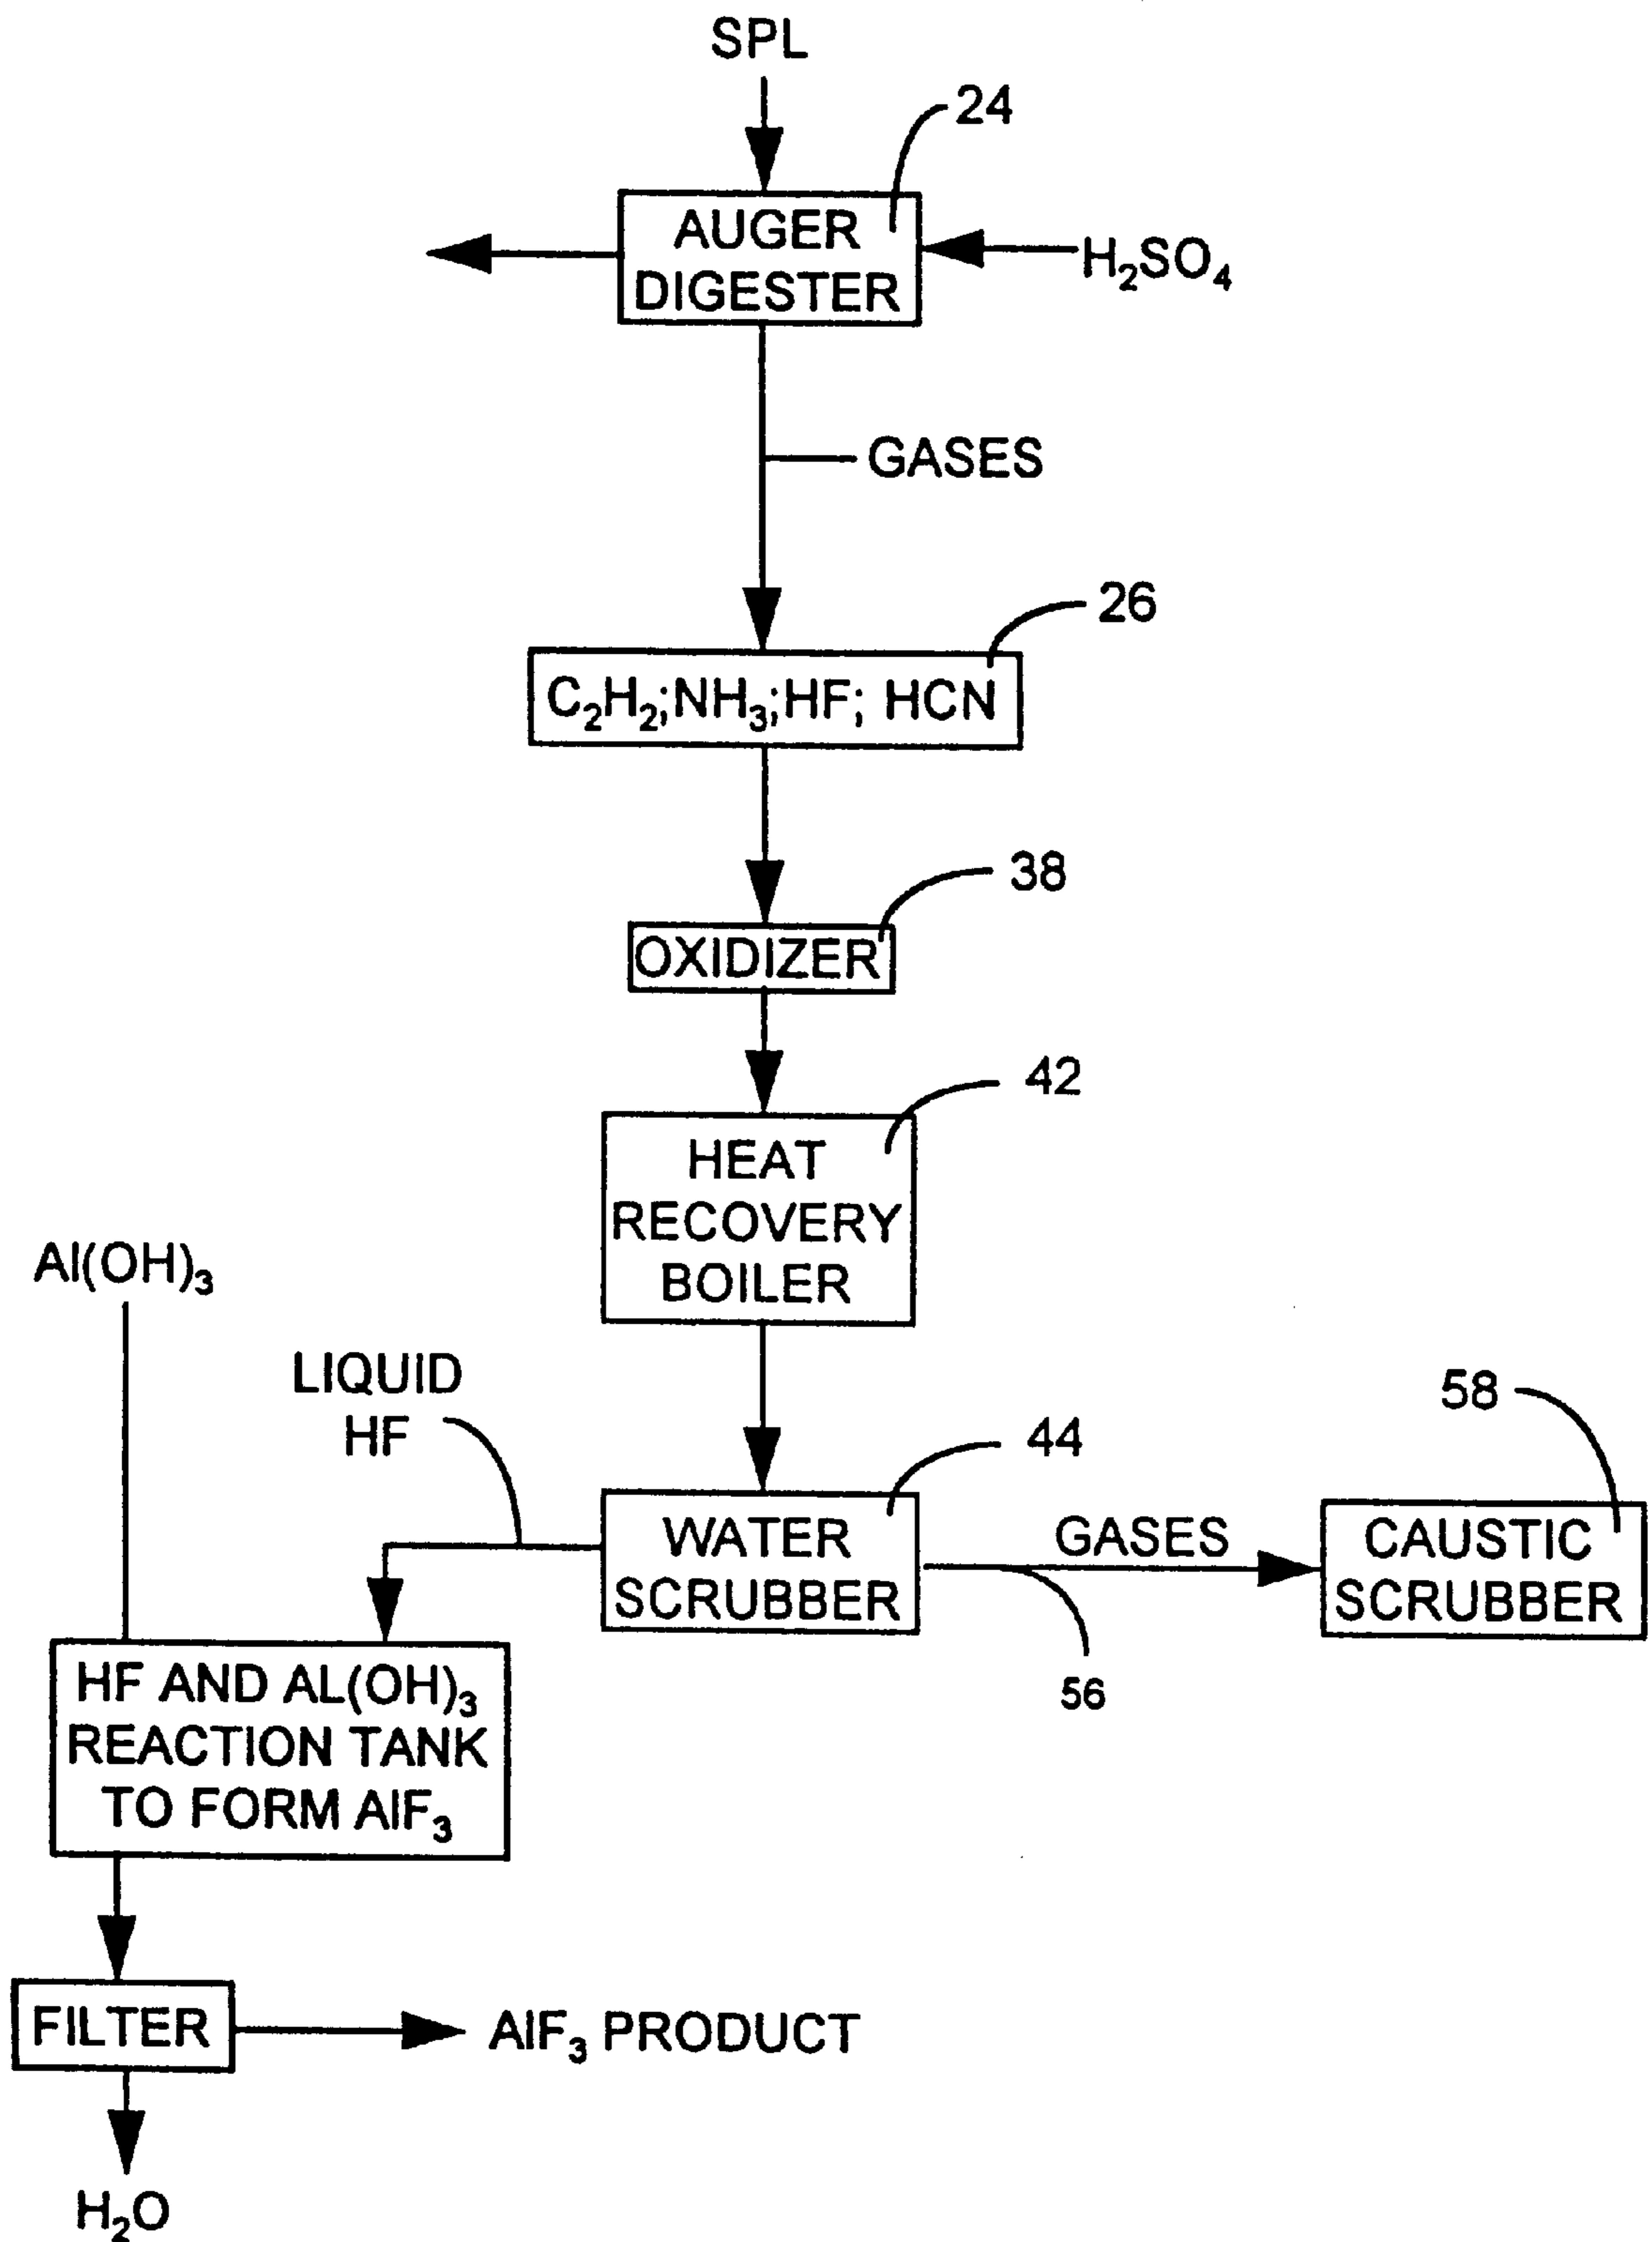 SPL
24
AUGER
DIGESTER
H₂SO₄
GASES
26
C₂H₂;NH₃;HF; HCN
38
OXIDIZER
42
HEAT
RECOVERY
BOILER
Al(OH)₃
LIQUID
HF
44
58
WATER
SCRUBBER
GASES
56
CAUSTIC
SCRUBBER
HF AND AL(OH)₃
REACTION TANK
TO FORM AlF₃
FILTER
AlF₃ PRODUCT
H₂O